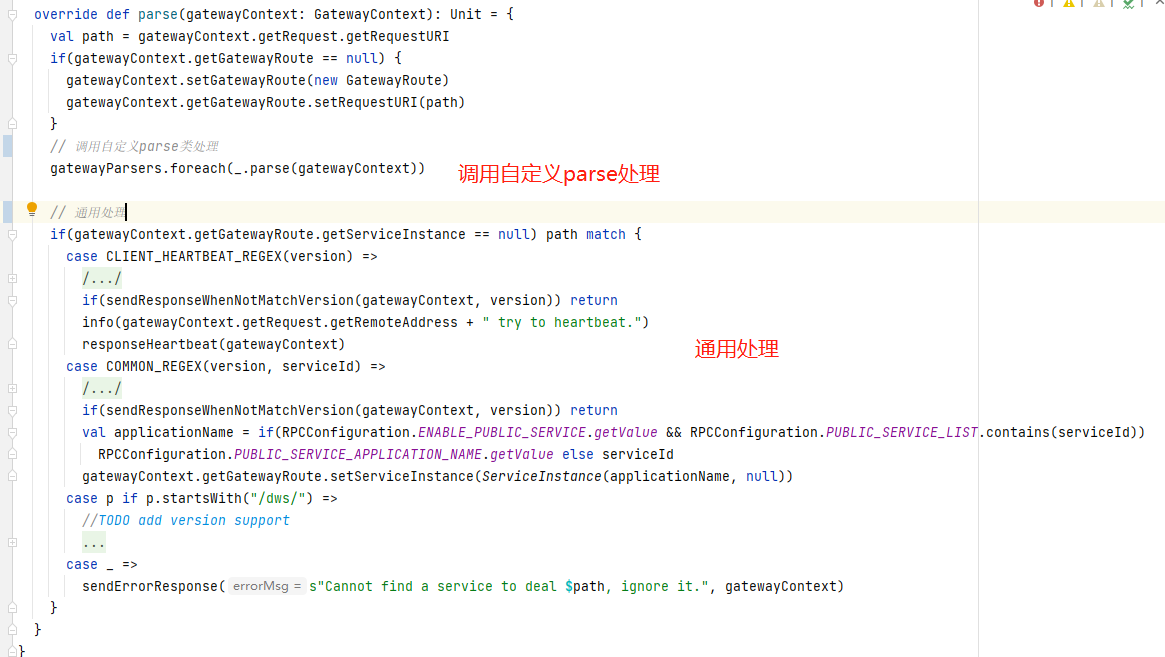 override def parse(gatewayContext: GatewayContext): Unit = {
val path = gatewayContext.getRequest.getRequestURI
if(gatewayContext.getGatewayRoute == null) {
gatewayContext.setGatewayRoute(new GatewayRoute)
gatewayContext.getGatewayRoute.setRequestURI(path)
}
// 调用自定义parse类处理
gatewayParsers.foreach(_.parse(gatewayContext))
调用自定义parse处理
// 通用处理
if(gatewayContext.getGatewayRoute.getServiceInstance == null) path match {
case CLIENT_HEARTBEAT_REGEX(version) =>
/.../
if(sendResponseWhenNotMatchVersion(gatewayContext, version)) return
info(gatewayContext.getRequest.getRemoteAddress + " try to heartbeat.")
responseHeartbeat(gatewayContext)
通用处理
case COMMON_REGEX(version, serviceId) =>
/.../
if(sendResponseWhenNotMatchVersion(gatewayContext, version)) return
val applicationName = if(RPCConfiguration.ENABLE_PUBLIC_SERVICE.getValue && RPCConfiguration.PUBLIC_SERVICE_LIST.contains(serviceId))
RPCConfiguration.PUBLIC_SERVICE_APPLICATION_NAME.getValue else serviceId
gatewayContext.getGatewayRoute.setServiceInstance(ServiceInstance(applicationName, null))
case p if p.startsWith("/dws/") =>
//TODO add version support
...
case _ =>
sendErrorResponse( errorMsg = s"Cannot find a service to deal $path, ignore it.", gatewayContext)
}
}
}